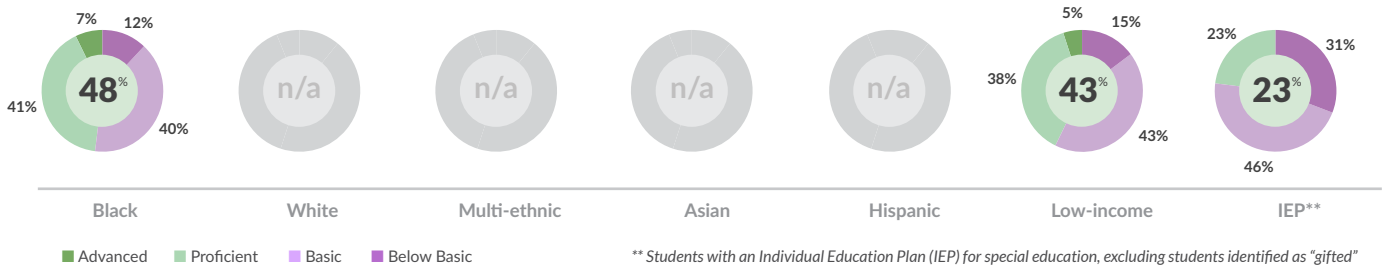 7% 12% 5% 15%
23% 31%
48% n/a n/a n/a n/a 38% 43% 23%
41%
40% 43%
46%
Black White Multi-ethnic Asian Hispanic Low-income IEP**
Advanced Proficient Basic Below Basic ** Students with an Individual Education Plan (IEP) for special education, excluding students identified as “gifted”